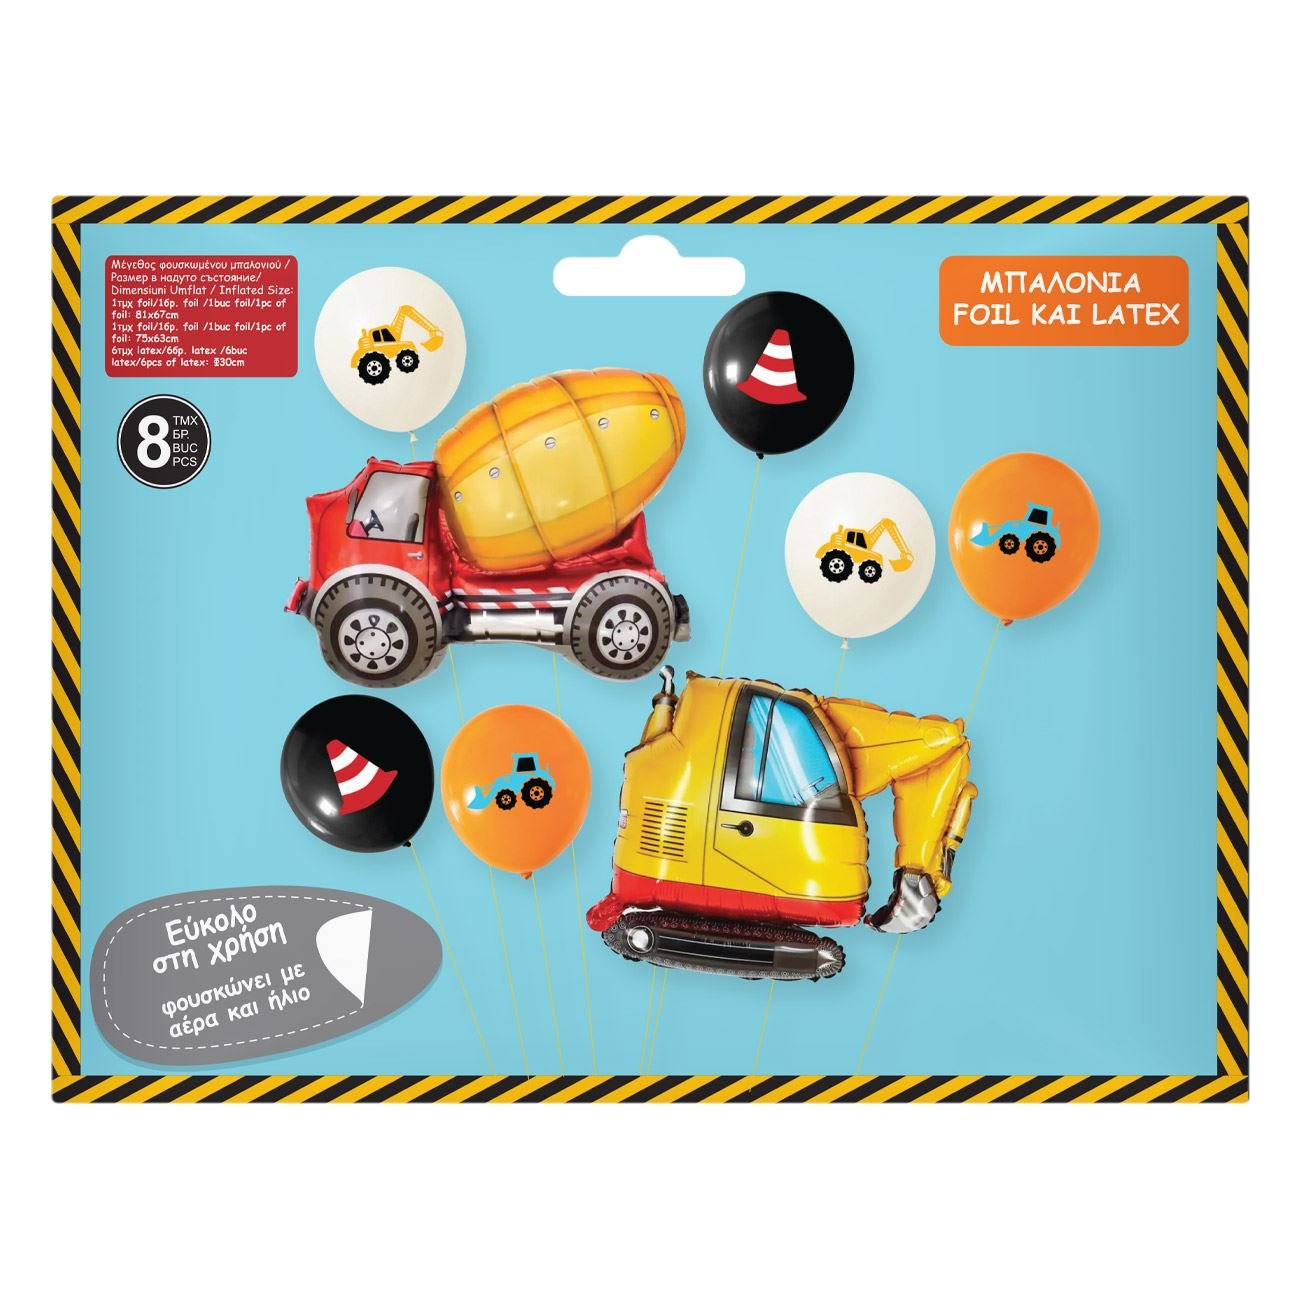 Μέγεθος φουσκωμένου μπαλονιού /
Размер в надуто състояние/
Dimensiuni Umflat / Inflated Size:
1τμχ foil/1бр. foil /1buc foil/1pc of
foil: 81x67cm
1τμχ foil/1бр. foil /1buc foil/1pc of
foil: 75x63cm
6τμχ latex/6бр. latex /6buc
latex/6pcs of latex: Φ30cm
ΜΠΑΛΟΝΙΑ
FOIL ΚΑΙ LATEX
8
ΤΜΧ
БР.
BUC
PCS
Εύκολο
στη χρήση
φουσκώνει με
αέρα και ήλιο